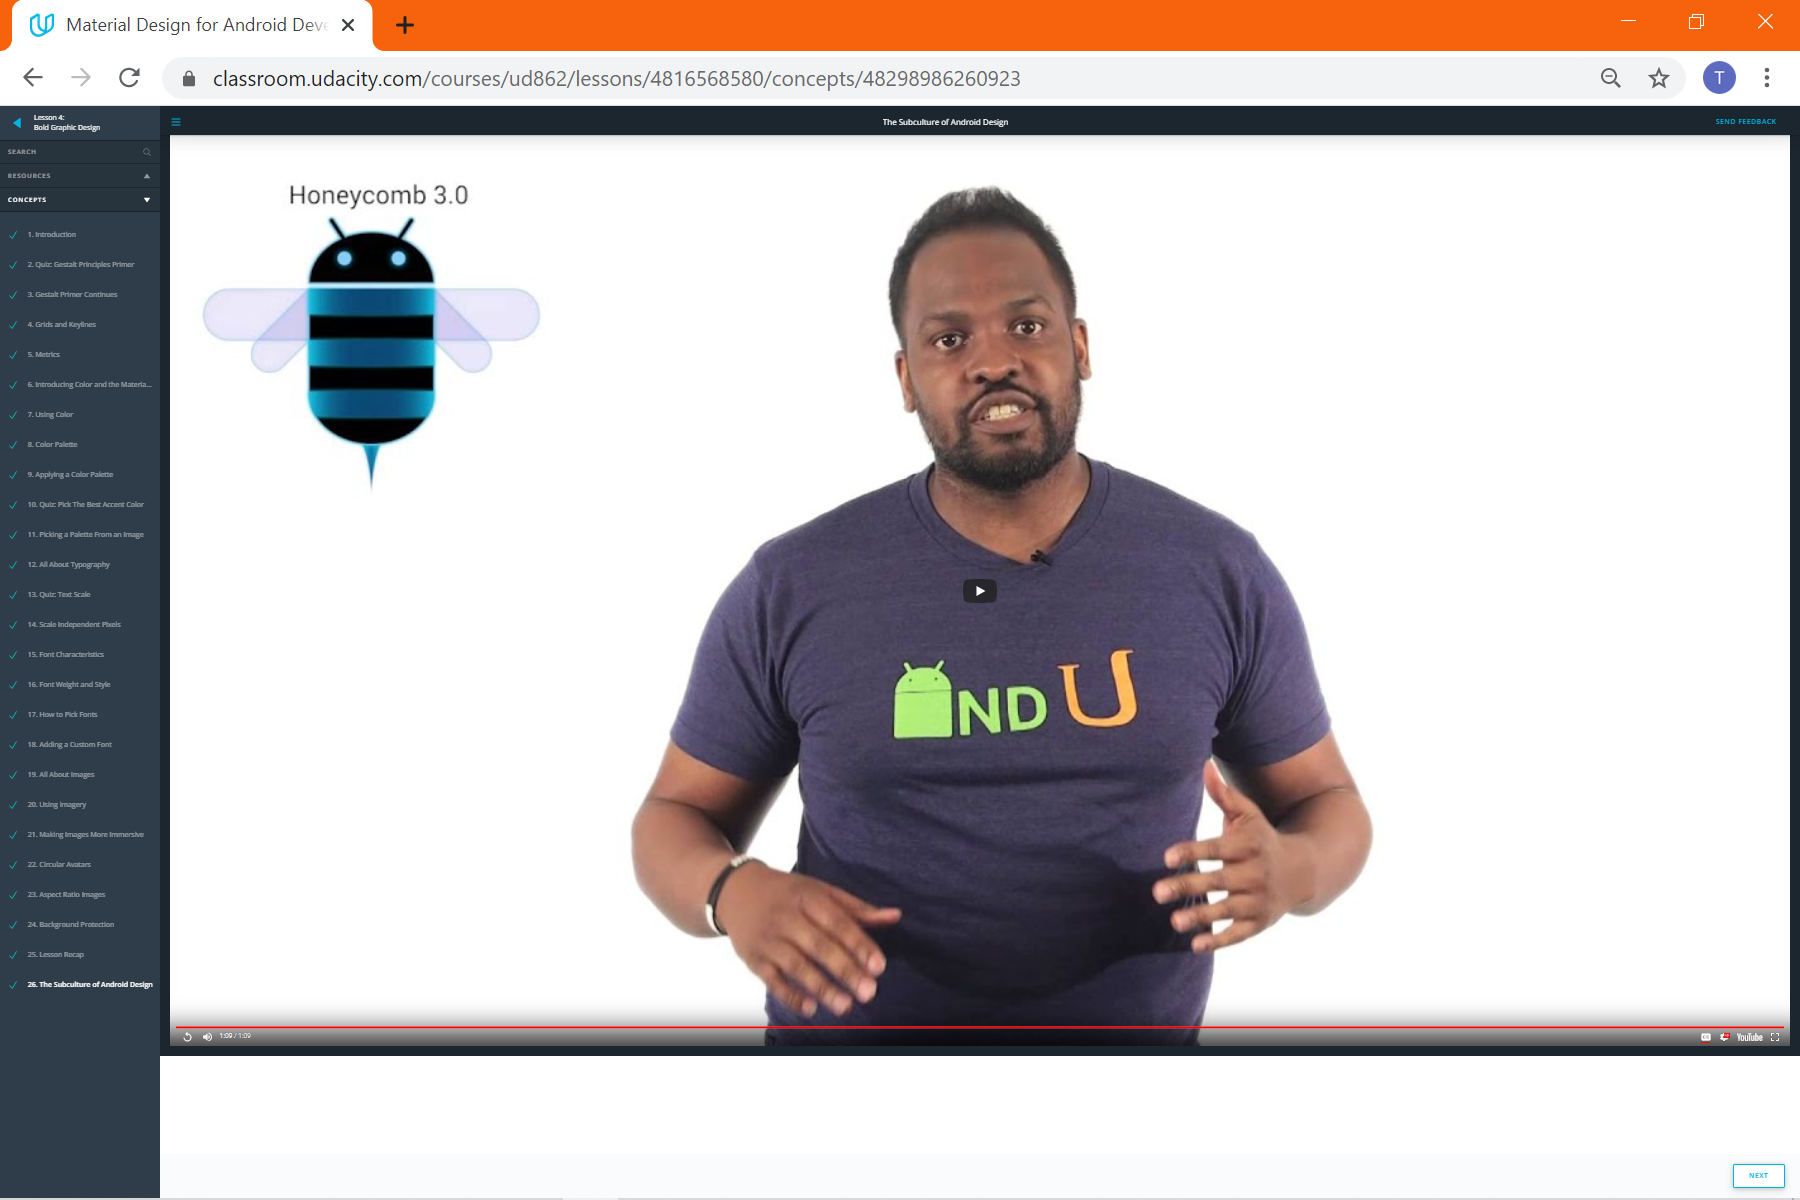 Material Design for Android Deve
classroom.udacity.com/courses/ud862/lessons/4816568580/concepts/48298986260923
T
Lesson 4:
Bold Graphic Design
The Subculture of Android Design
SEND FEEDBACK
SEARCH
RESOURCES
CONCEPTS
1. Introduction
2. Quiz: Gestalt Principles Primer
3. Gestalt Primer Continues
4. Grids and Keylines
5. Metrics
6. Introducing Color and the Materia...
7. Using Color
8. Color Palette
9. Applying a Color Palette
10. Quiz: Pick The Best Accent Color
11. Picking a Palette From an Image
12. All About Typography
13. Quiz: Text Scale
14. Scale Independent Pixels
15. Font Characteristics
16. Font Weight and Style
17. How to Pick Fonts
18. Adding a Custom Font
19. All About Images
20. Using Imagery
21. Making Images More Immersive
22. Circular Avatars
23. Aspect Ratio Images
24. Background Protection
25. Lesson Recap
26. The Subculture of Android Design
Honeycomb 3.0
ND U
1:09 / 1:09
YouTube
NEXT